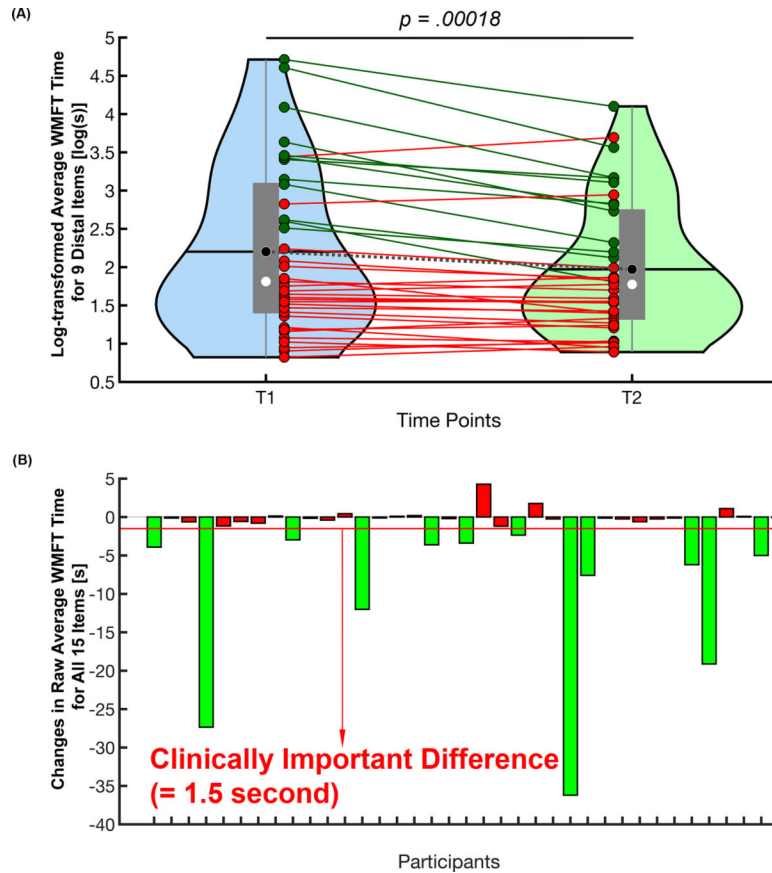 (A)
p = .00018
Log-transformed Average WMFT Time
for 9 Distal Items [log(s)]
5
4.5
4
3.5
3
2.5
2
1.5
1
0.5
T1
T2
Time Points
(B)
Changes in Raw Average WMFT Time
for All 15 Items [s]
5
0
-5
-10
-15
-20
-25
-30
-35
-40
Clinically Important Difference
(= 1.5 second)
Participants